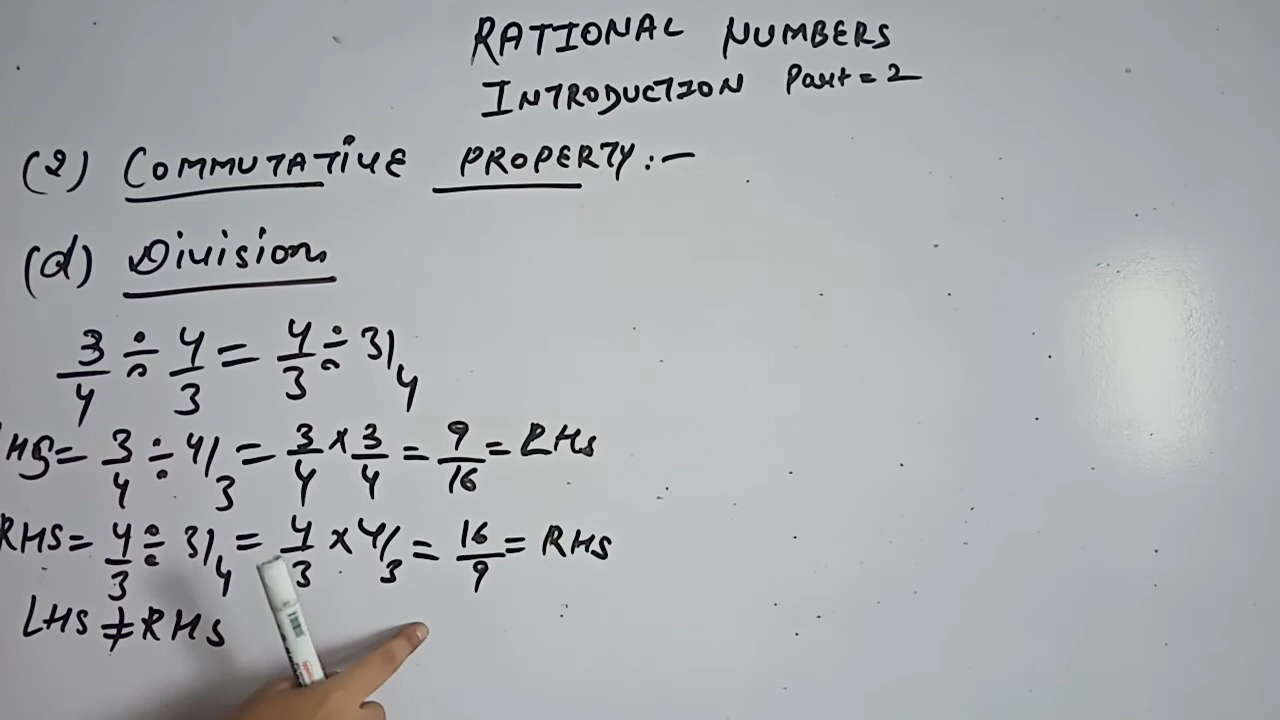 RATIONAL NUMBERS
INTRODUCTION Part = 2
(2) COMMUTATIVE PROPERTY:-
(d) Division
3/4 ÷ 4/3 = 4/3 ÷ 3/4
HS = 3/4 ÷ 4/3 = 3/4 × 3/4 = 9/16 = LHS
RHS = 4/3 ÷ 3/4 = 4/3 × 4/3 = 16/9 = RHS
LHS ≠ RHS